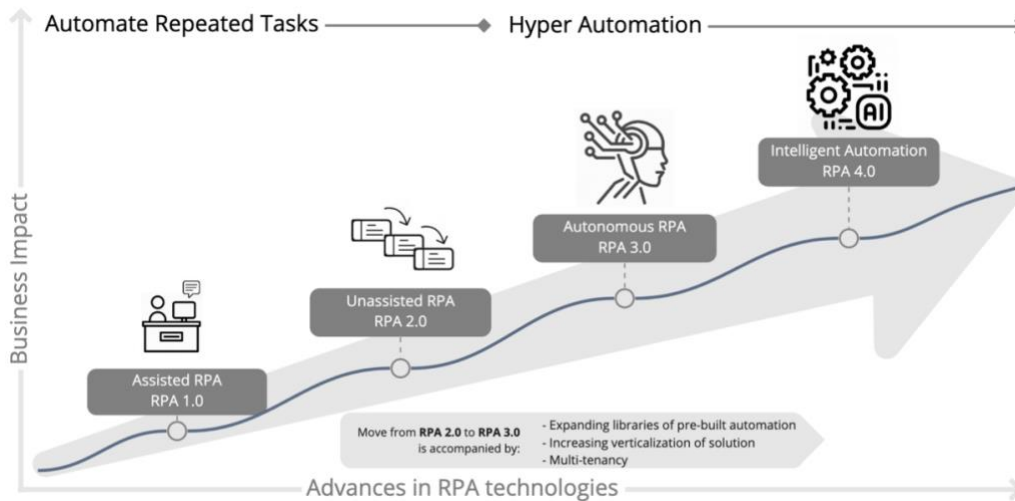 Automate Repeated Tasks
Hyper Automation
AI
Intelligent Automation
RPA 4.0
Autonomous RPA
RPA 3.0
Unassisted RPA
RPA 2.0
Assisted RPA
RPA 1.0
Business Impact
Move from RPA 2.0 to RPA 3.0
is accompanied by:
- Expanding libraries of pre-built automation
- Increasing verticalization of solution
- Multi-tenancy
Advances in RPA technologies